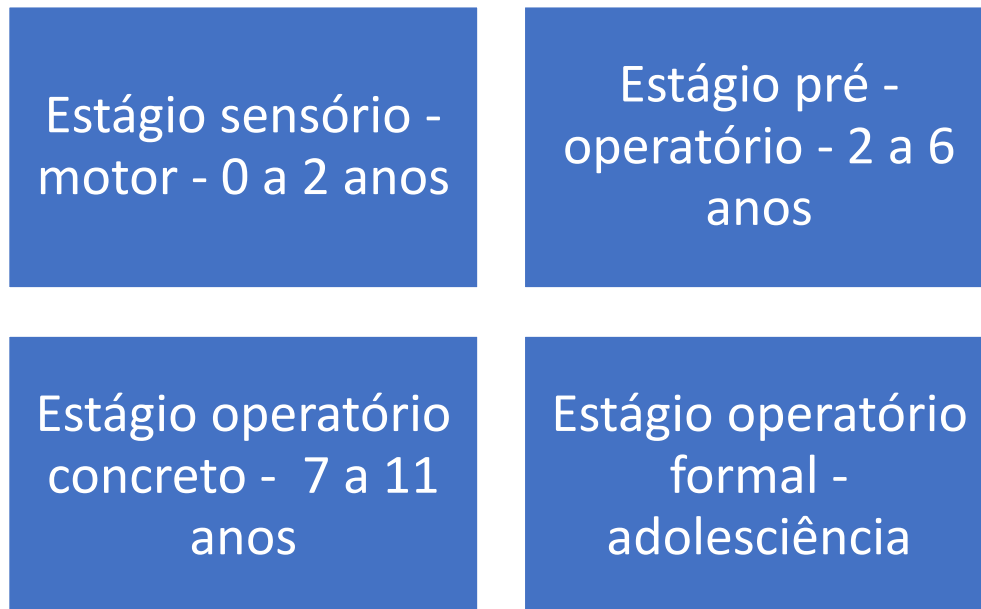 Estágio sensório -
motor - 0 a 2 anos
Estágio pré -
operatório - 2 a 6
anos
Estágio operatório
concreto -  7 a 11
anos
Estágio operatório
formal -
adolesciência